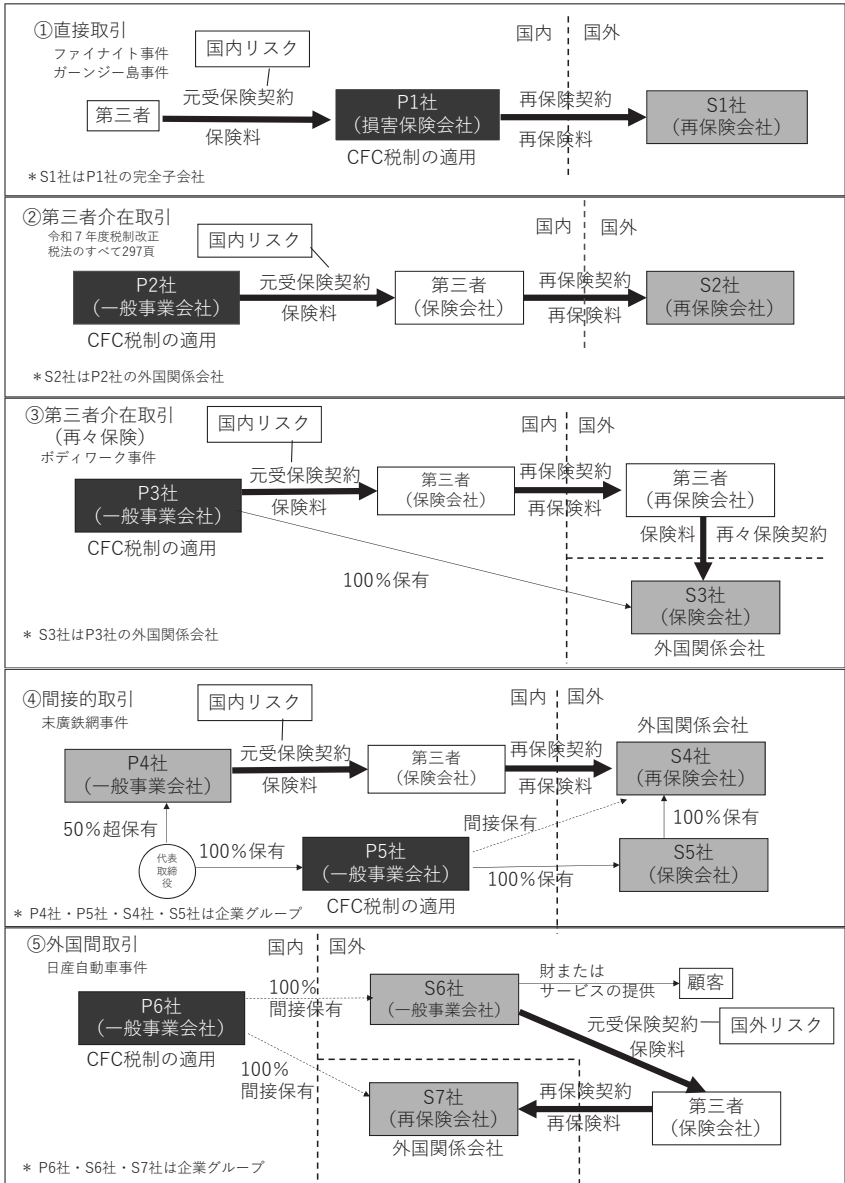 ①直接取引
ファイナイト事件
ガーンジー島事件
国内リスク
国内
国外
第三者
元受保険契約
保険料
P1社
(損害保険会社)
CFC税制の適用
再保険契約
再保険料
S1社
(再保険会社)
＊S1社はP1社の完全子会社
②第三者介在取引
令和７年度税制改正
税法のすべて297頁
国内リスク
国内
国外
P2社
(一般事業会社)
CFC税制の適用
元受保険契約
保険料
第三者
(保険会社)
再保険契約
再保険料
S2社
(再保険会社)
＊S2社はP2社の外国関係会社
③第三者介在取引
(再々保険)
ボディワーク事件
国内リスク
国内
国外
P3社
(一般事業会社)
CFC税制の適用
元受保険契約
保険料
第三者
(保険会社)
再保険契約
再保険料
第三者
(再保険会社)
保険料
再々保険契約
100％保有
S3社
(保険会社)
外国関係会社
＊ S3社はP3社の外国関係会社
④間接的取引
末廣鉄網事件
国内リスク
国内
国外
P4社
(一般事業会社)
元受保険契約
保険料
第三者
(保険会社)
再保険契約
再保険料
外国関係会社
S4社
(再保険会社)
50％超保有
代表
取締
役
100％保有
P5社
(一般事業会社)
CFC税制の適用
間接保有
100％保有
100％保有
S5社
(保険会社)
＊ P4社・P5社・S4社・S5社は企業グループ
⑤外国間取引
日産自動車事件
国内
国外
P6社
(一般事業会社)
CFC税制の適用
100％
間接保有
100％
間接保有
S6社
(一般事業会社)
財または
サービスの提供
顧客
元受保険契約
保険料
国外リスク
S7社
(再保険会社)
外国関係会社
再保険契約
再保険料
第三者
(保険会社)
＊ P6社・S6社・S7社は企業グループ